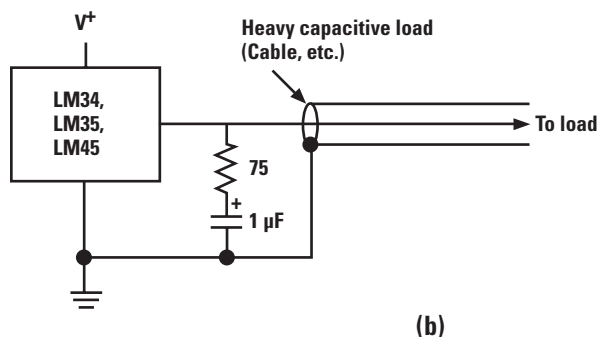 V+
Heavy capacitive load
(Cable, etc.)
LM34,
LM35,
LM45
To load
75
+
1 µF
(b)